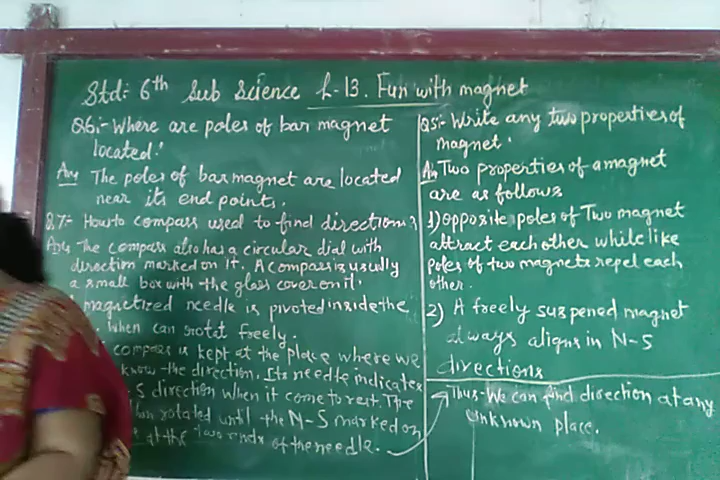 Std: 6th Sub Science L-13. Fun with magnet
Q6:- Where are poles of bar magnet
located?
Ans The poles of bar magnet are located
near its end points.
Q.7:- How to compass used to find directions?
Ans The compass also has a circular dial with
direction marked on it. A compass is usually
a small box with the glass cover on it.
magnetized needle is pivoted inside the
When can rotat freely.
compass is kept at the place where we
know the direction. Its needle indicates
S direction when it come to rest. The
rotated until the N-S marked on
at the two ends of the needle.
Q5:- Write any two properties of
magnet.
Ans Two properties of a magnet
are as follows
1) Opposite poles of Two magnet
attract each other while like
Poles of two magnets repel each
other.
2) A freely suspened magnet
always aligns in N-S
directions
Thus- We can find direction at any
unknown place.